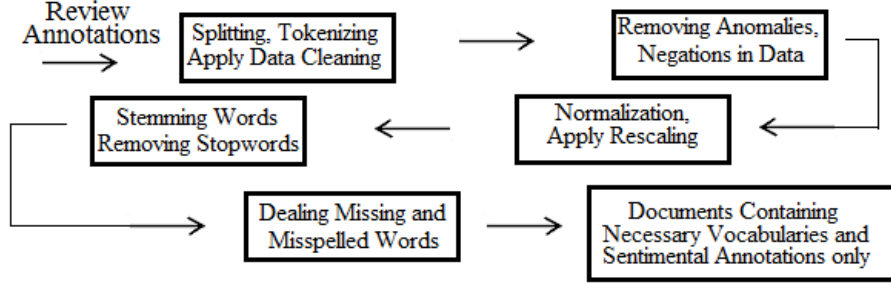 Review
Annotations
Splitting, Tokenizing
Apply Data Cleaning
Removing Anomalies,
Negations in Data
Normalization,
Apply Rescaling
Stemming Words
Removing Stopwords
Dealing Missing and
Misspelled Words
Documents Containing
Necessary Vocabularies and
Sentimental Annotations only